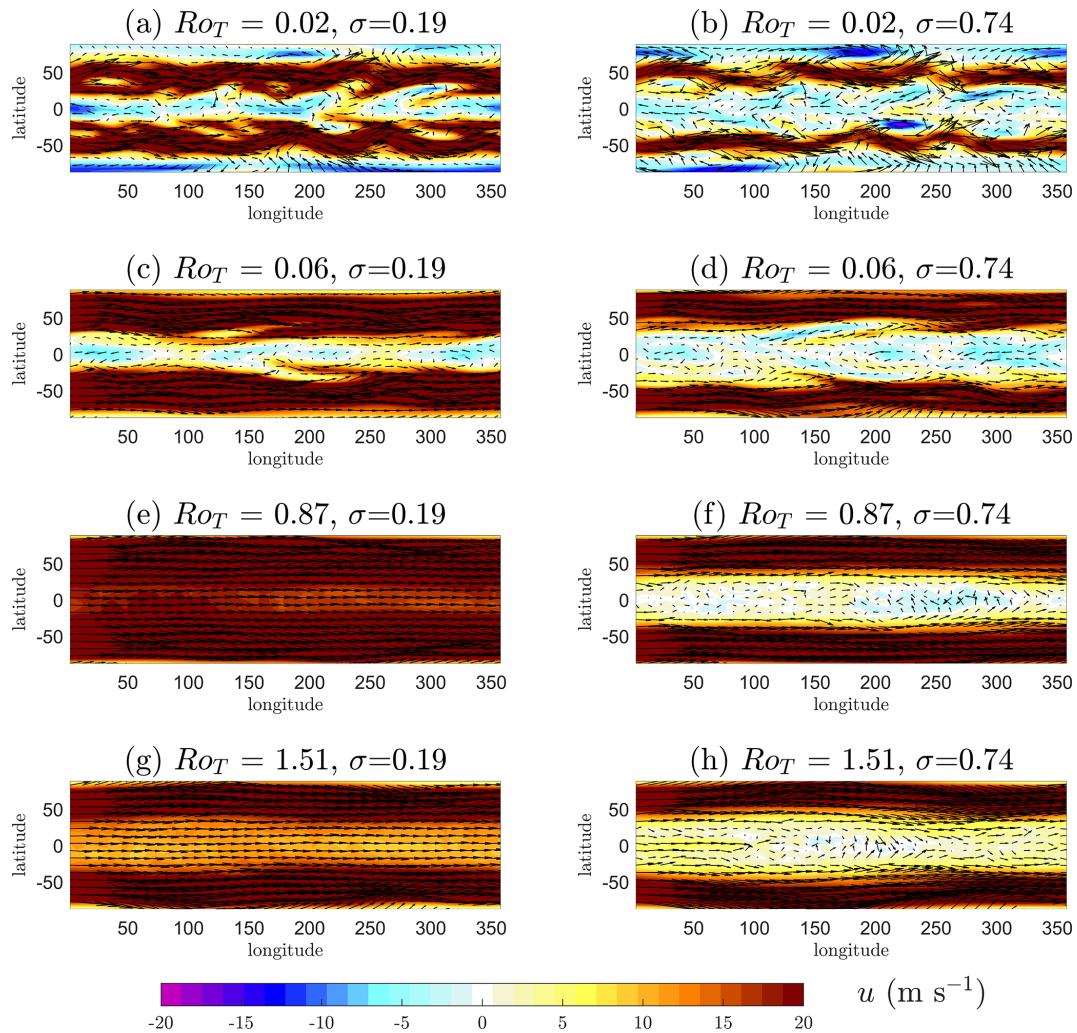 (a) Ro_T = 0.02, σ=0.19
(b) Ro_T = 0.02, σ=0.74
latitude
50
0
-50
50 100 150 200 250 300 350
longitude
latitude
50
0
-50
50 100 150 200 250 300 350
longitude
(c) Ro_T = 0.06, σ=0.19
(d) Ro_T = 0.06, σ=0.74
latitude
50
0
-50
50 100 150 200 250 300 350
longitude
latitude
50
0
-50
50 100 150 200 250 300 350
longitude
(e) Ro_T = 0.87, σ=0.19
(f) Ro_T = 0.87, σ=0.74
latitude
50
0
-50
50 100 150 200 250 300 350
longitude
latitude
50
0
-50
50 100 150 200 250 300 350
longitude
(g) Ro_T = 1.51, σ=0.19
(h) Ro_T = 1.51, σ=0.74
latitude
50
0
-50
50 100 150 200 250 300 350
longitude
latitude
50
0
-50
50 100 150 200 250 300 350
longitude
-20 -15 -10 -5 0 5 10 15 20
u (m s⁻¹)